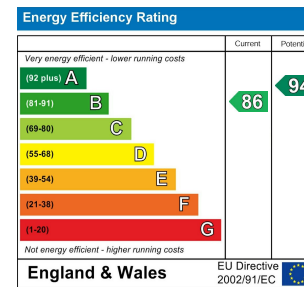 Energy Efficiency Rating
Current
Very energy efficient - lower running costs
(92 plus) A
(81-91) B
(69-80) C
(55-68) D
(39-54) E
(21-38) F
(1-20) G
86
94
Not energy efficient - higher running costs
England & Wales
EU Directive
2002/91/EC